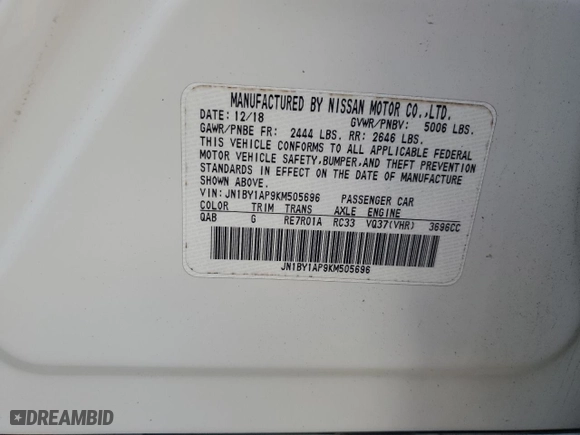 MANUFACTURED BY NISSAN MOTOR CO.,LTD.
DATE: 12/18 GVWR/PNBV: 5006 LBS.
GAWR/PNBE FR: 2444 LBS. RR: 2646 LBS.
THIS VEHICLE CONFORMS TO ALL APPLICABLE FEDERAL
MOTOR VEHICLE SAFETY,BUMPER,AND THEFT PREVENTION
STANDARDS IN EFFECT ON THE DATE OF MANUFACTURE
SHOWN ABOVE.
VIN: JN1BY1AP9KM505696 PASSENGER CAR
COLOR TRIM TRANS AXLE ENGINE
QAB G RE7R01A RC33 VQ37(VHR) 3696CC
JN1BY1AP9KM505696
DREAMBID